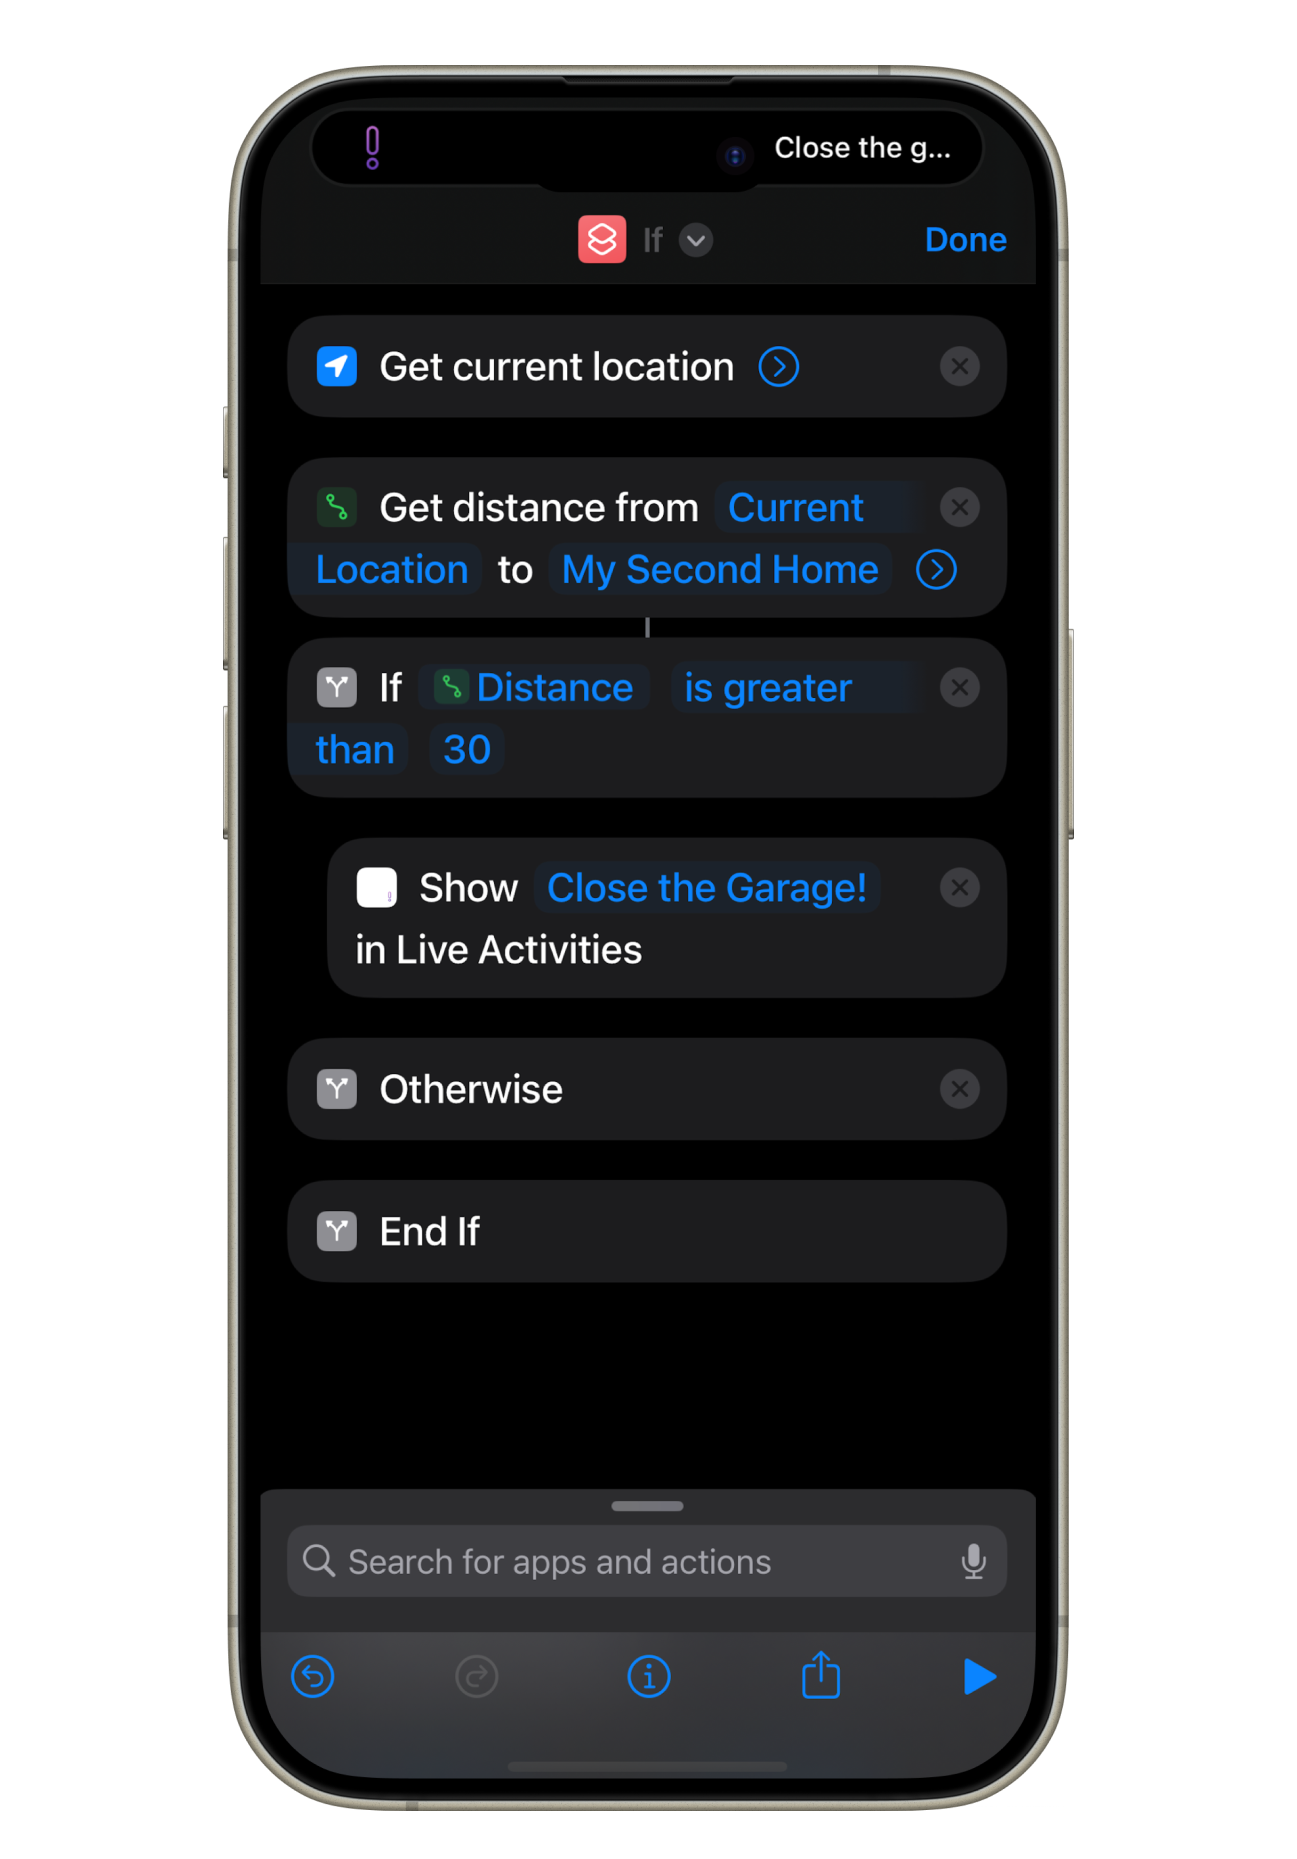 Close the g...
If
Done
Get current location
Get distance from Current
Location to My Second Home
If Distance is greater
than 30
Show Close the Garage!
in Live Activities
Otherwise
End If
Search for apps and actions